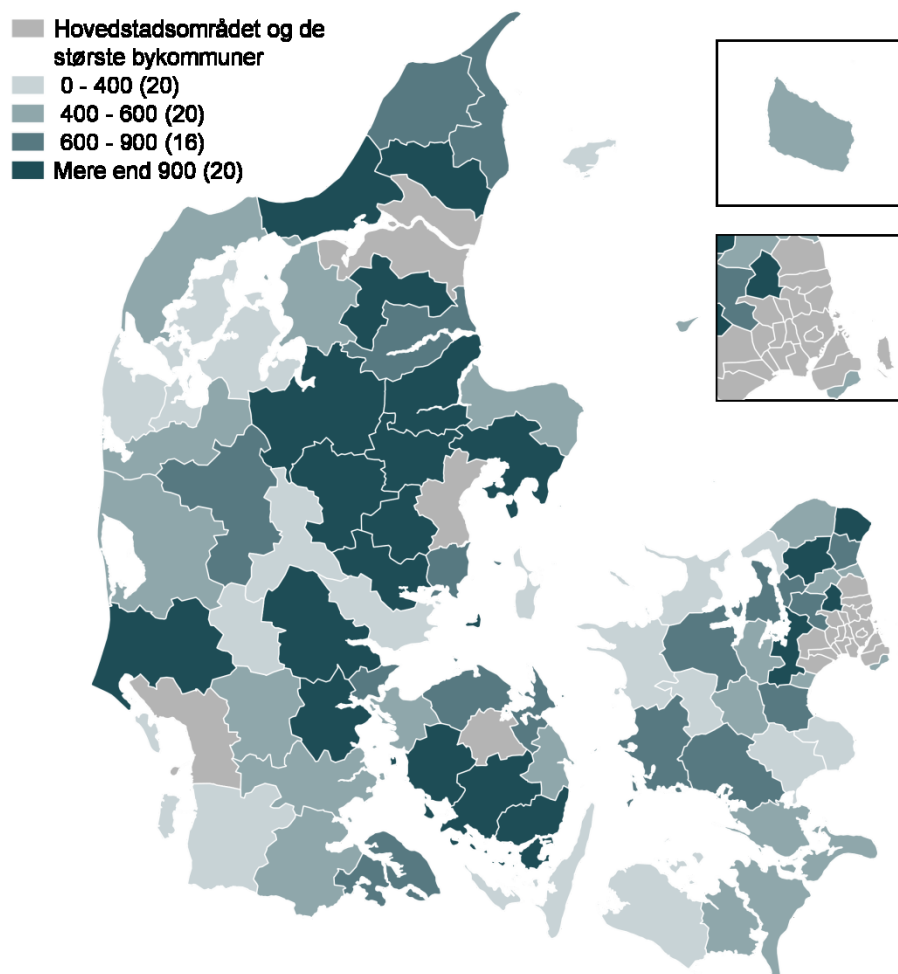 Hovedstadsområdet og de
største bykommuner
0 - 400 (20)
400 - 600 (20)
600 - 900 (16)
Mere end 900 (20)